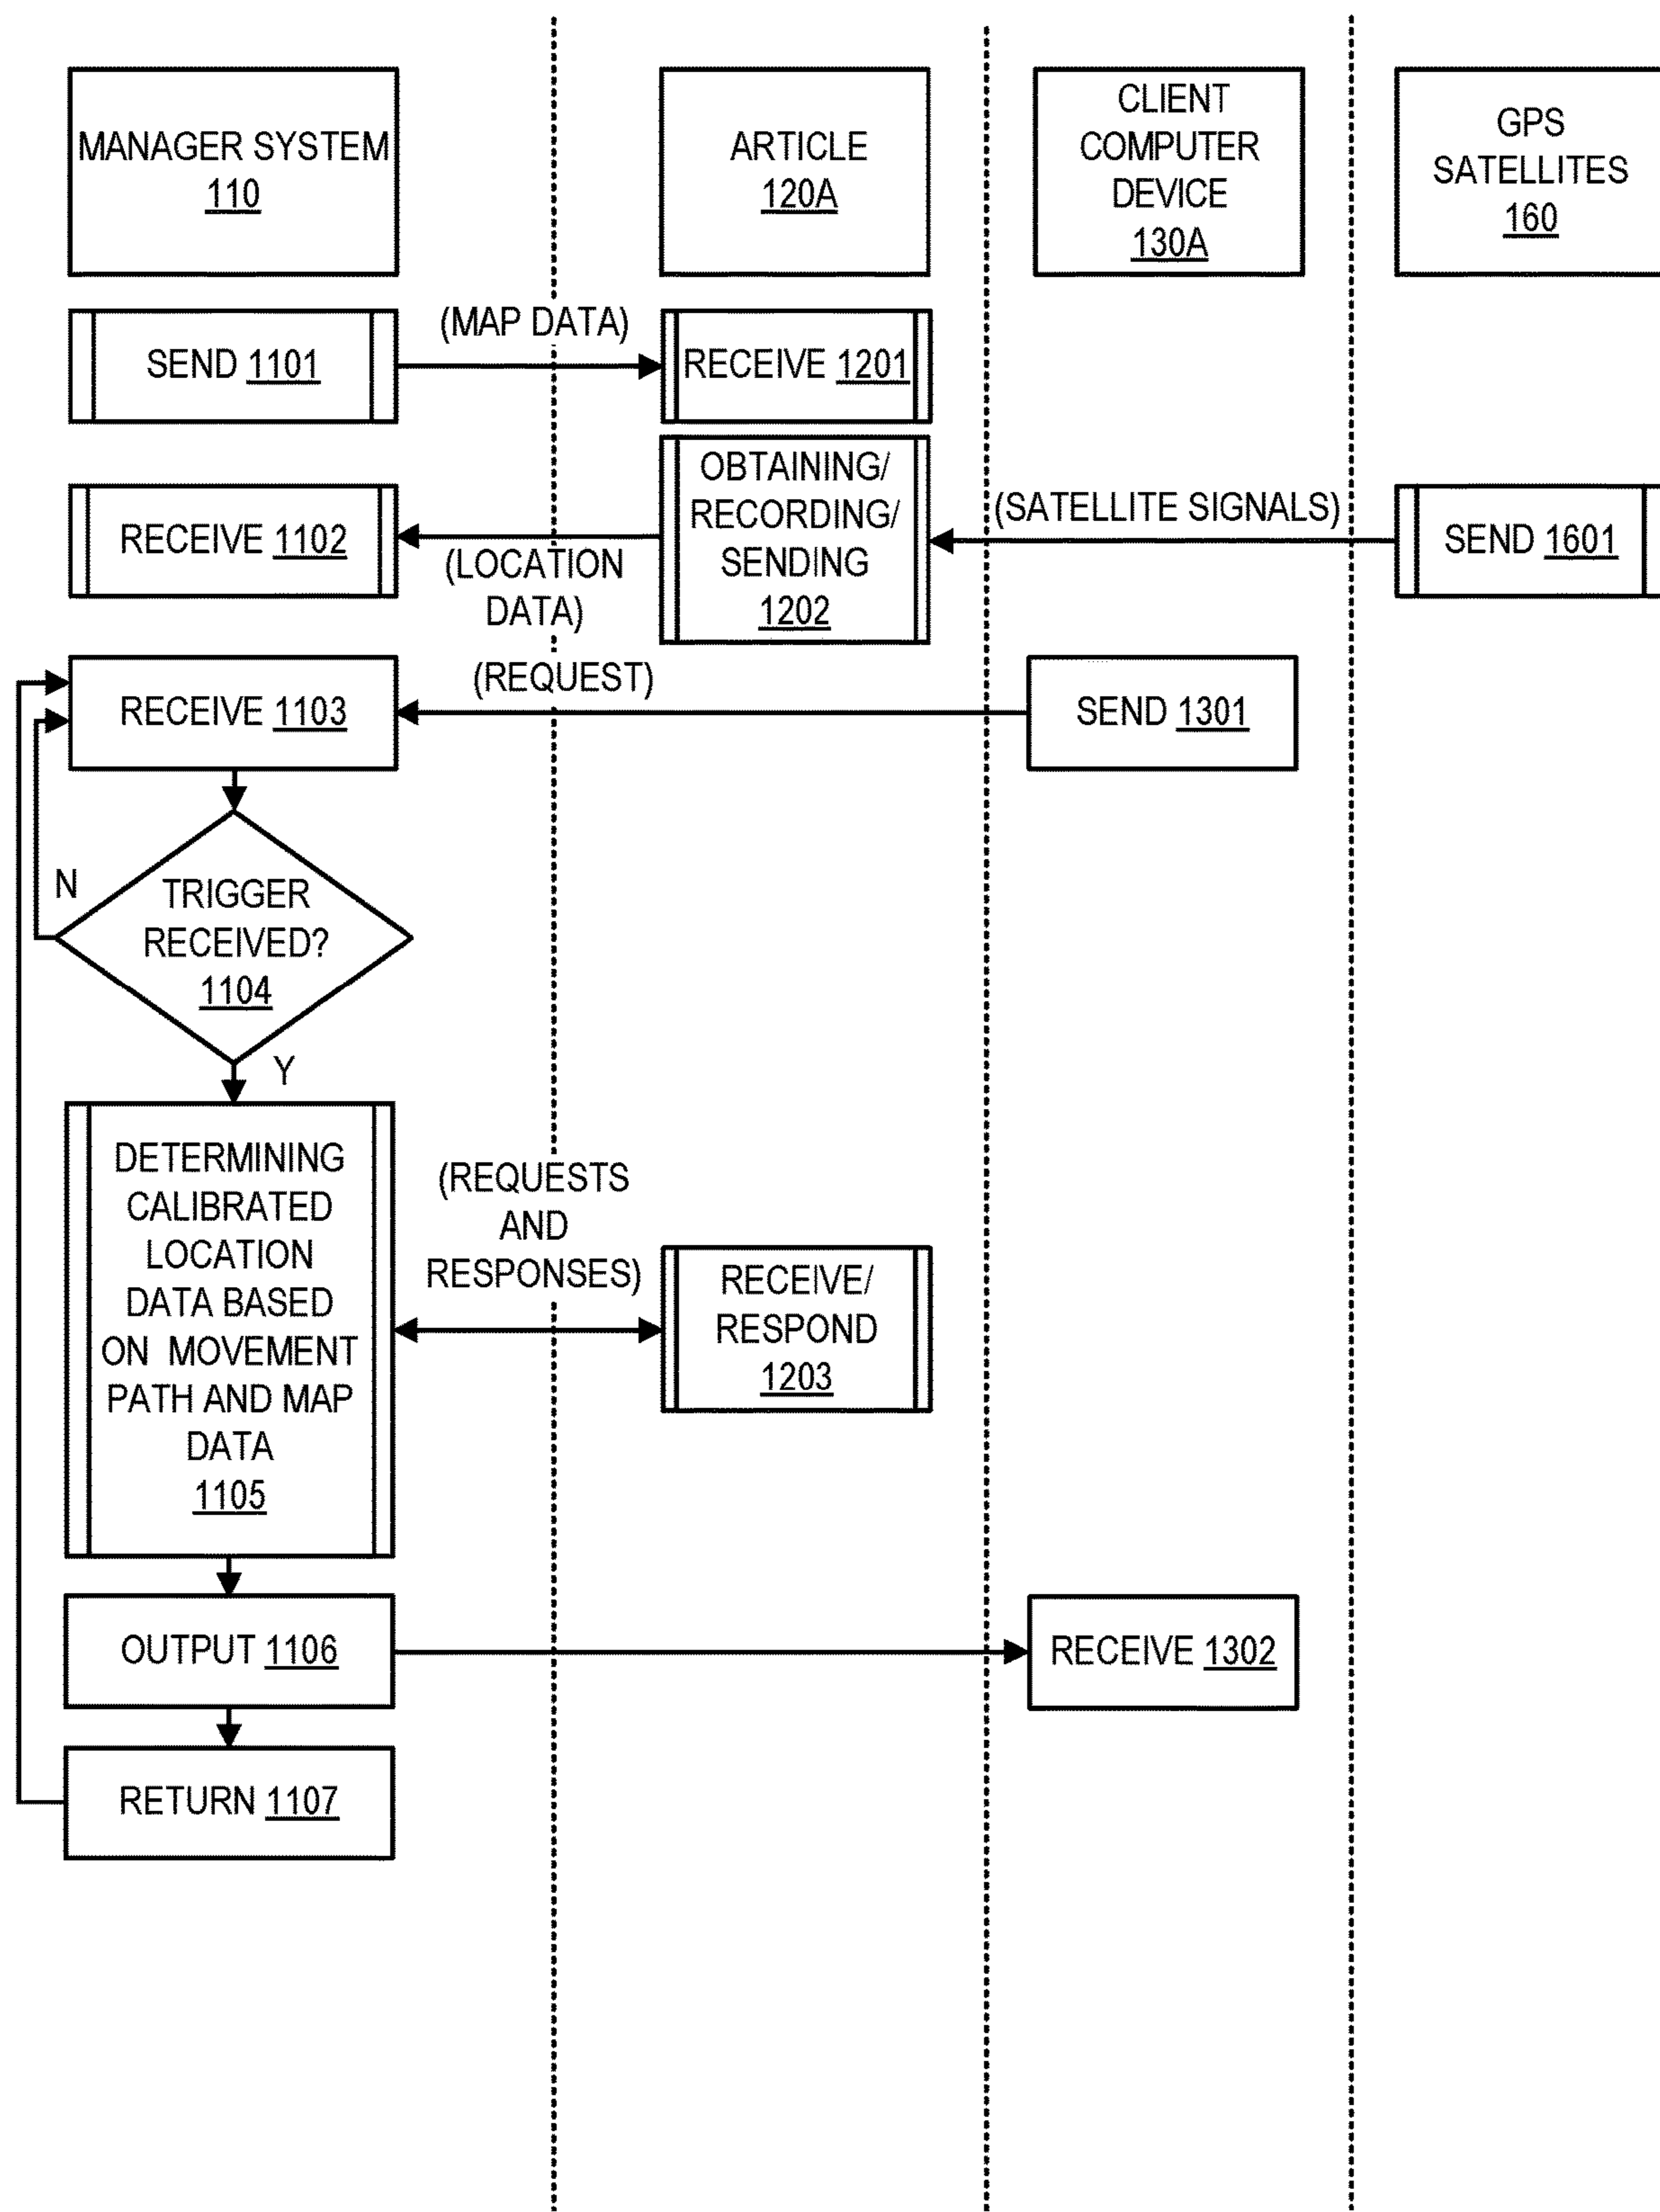 MANAGER SYSTEM
110
ARTICLE
120A
CLIENT
COMPUTER
DEVICE
130A
GPS
SATELLITES
160
SEND 1101
(MAP DATA)
RECEIVE 1201
RECEIVE 1102
(LOCATION
DATA)
OBTAINING/
RECORDING/
SENDING
1202
(SATELLITE SIGNALS)
SEND 1601
RECEIVE 1103
(REQUEST)
SEND 1301
N
TRIGGER
RECEIVED?
1104
Y
DETERMINING
CALIBRATED
LOCATION
DATA BASED
ON MOVEMENT
PATH AND MAP
DATA
1105
(REQUESTS
AND
RESPONSES)
RECEIVE/
RESPOND
1203
OUTPUT 1106
RECEIVE 1302
RETURN 1107